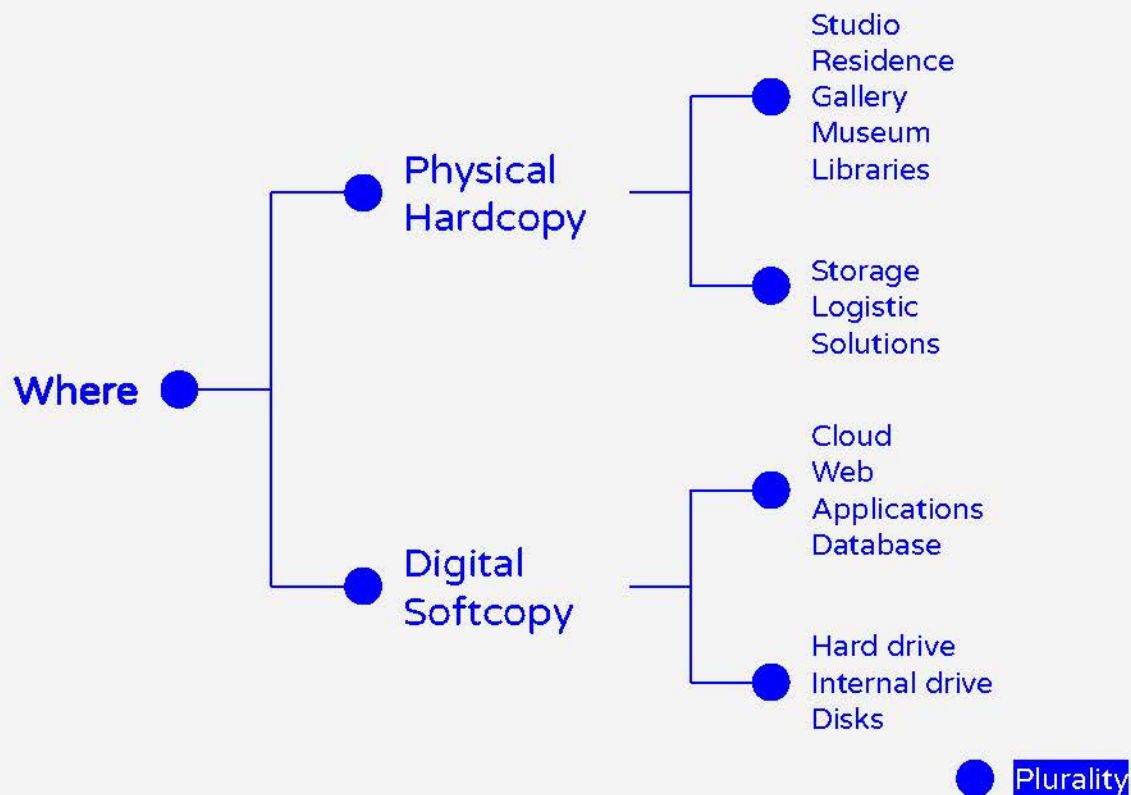 Where
Physical
Hardcopy
Studio
Residence
Gallery
Museum
Libraries
Storage
Logistic
Solutions
Digital
Softcopy
Cloud
Web
Applications
Database
Hard drive
Internal drive
Disks
Plurality